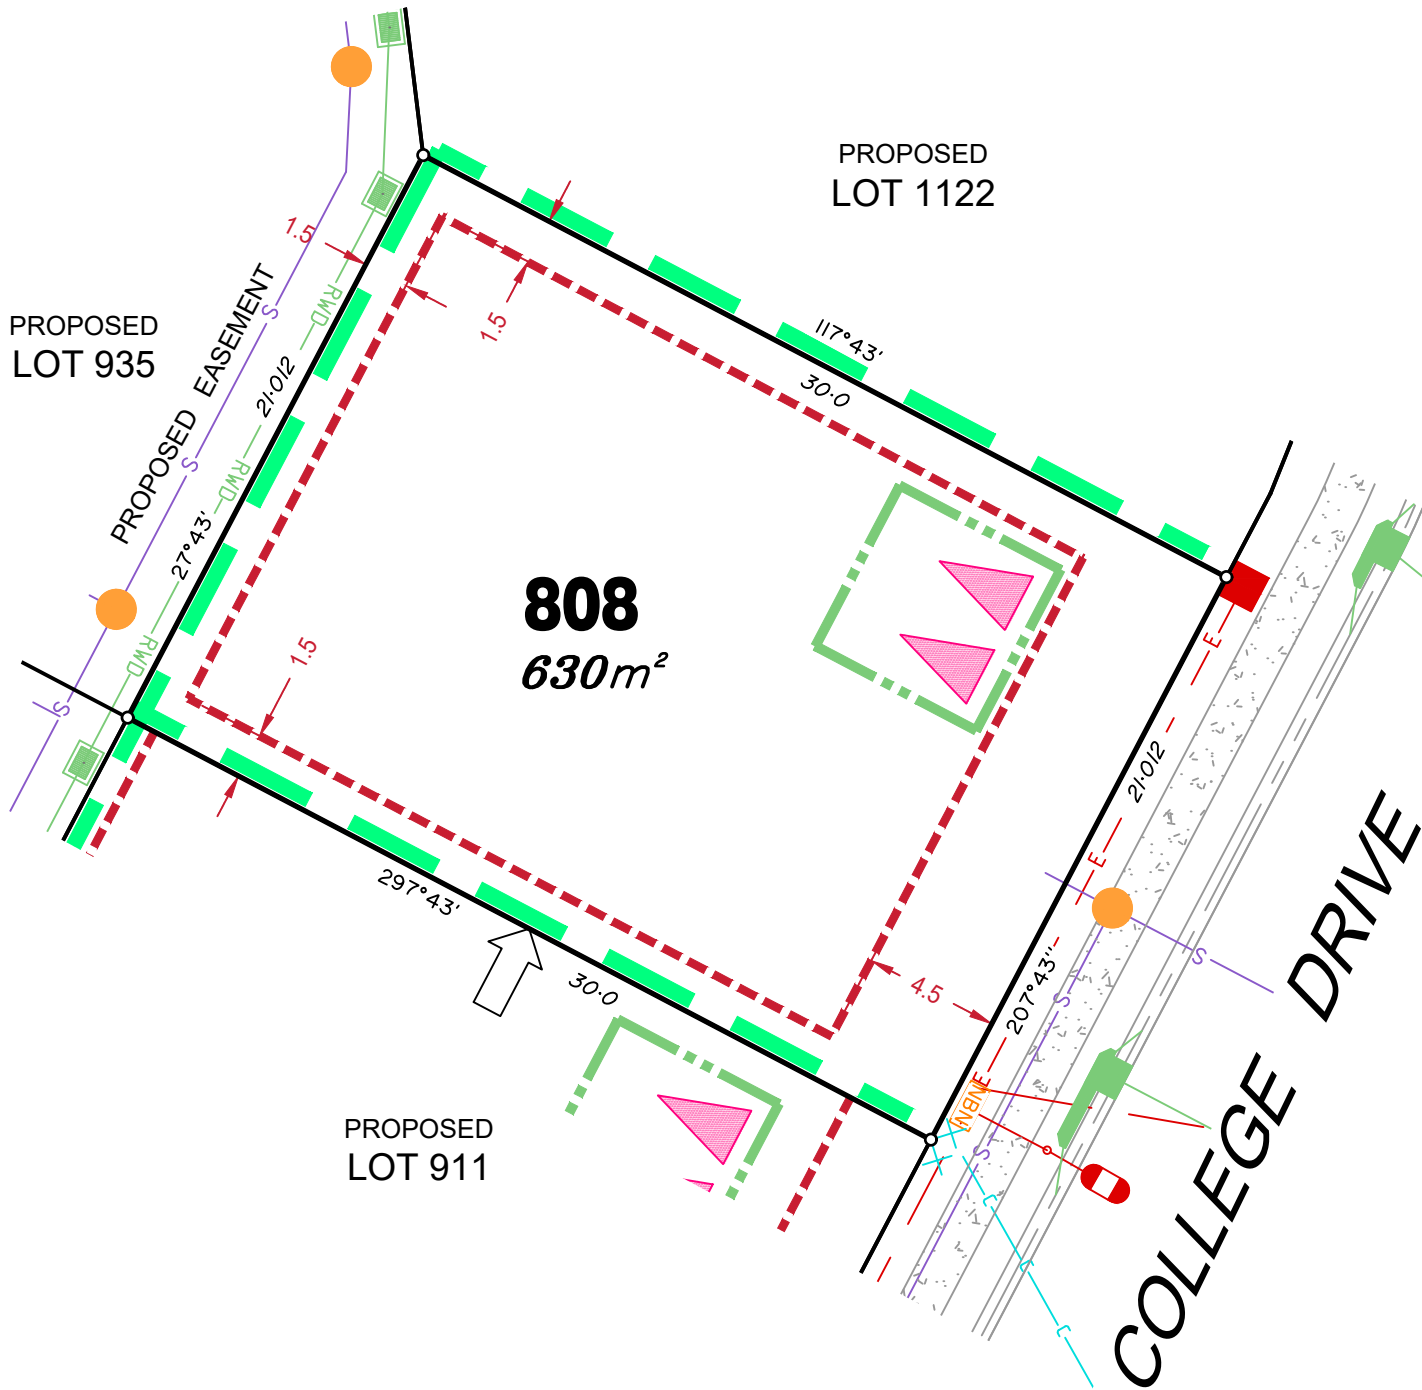 PROPOSED
LOT 1122
PROPOSED
LOT 935
PROPOSED EASEMENT
S
S
S
RWD
RWD
RWD
1.5
1.5
1.5
21·012
27°43'
117°43'
30·0
808
630m²
E
E
E
21·012
207°43''
4.5
297°43'
30·0
NBN
S
S
S
C
C
C
PROPOSED
LOT 911
COLLEGE DRIVE